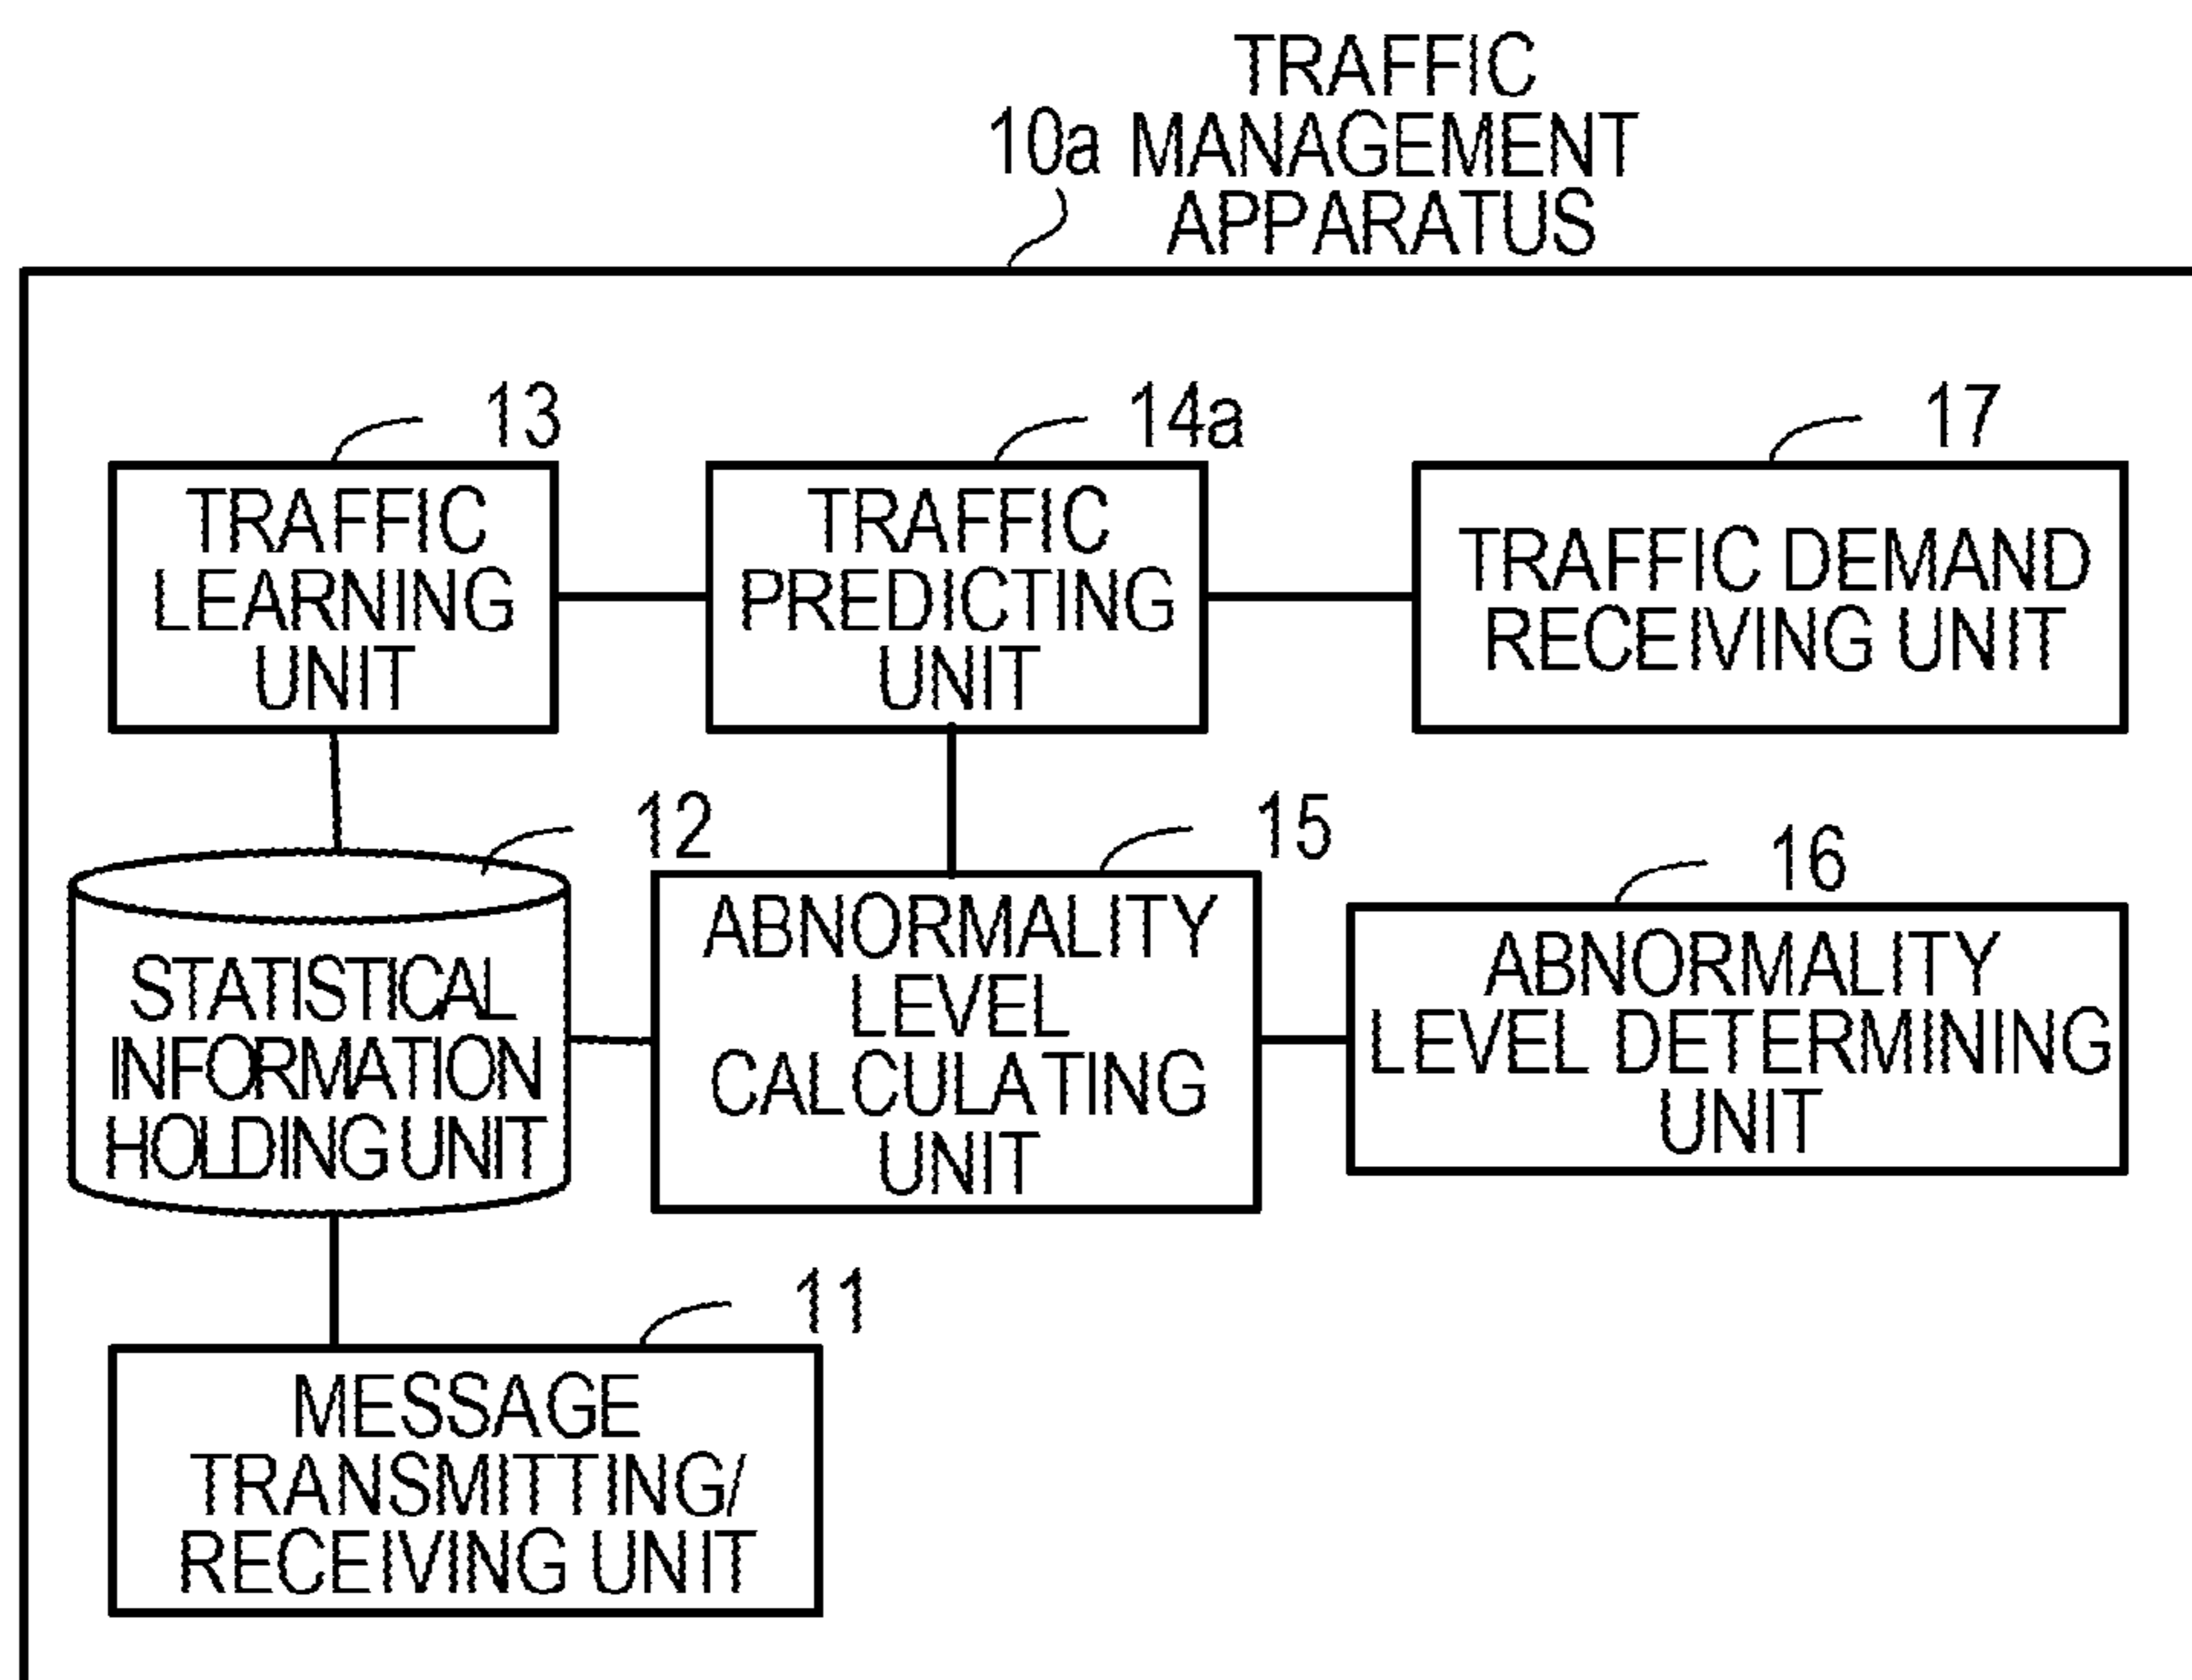 TRAFFIC
10a MANAGEMENT
APPARATUS
13
TRAFFIC
LEARNING
UNIT
14a
TRAFFIC
PREDICTING
UNIT
17
TRAFFIC DEMAND
RECEIVING UNIT
12
STATISTICAL
INFORMATION
HOLDING UNIT
15
ABNORMALITY
LEVEL
CALCULATING
UNIT
16
ABNORMALITY
LEVEL DETERMINING
UNIT
11
MESSAGE
TRANSMITTING/
RECEIVING UNIT